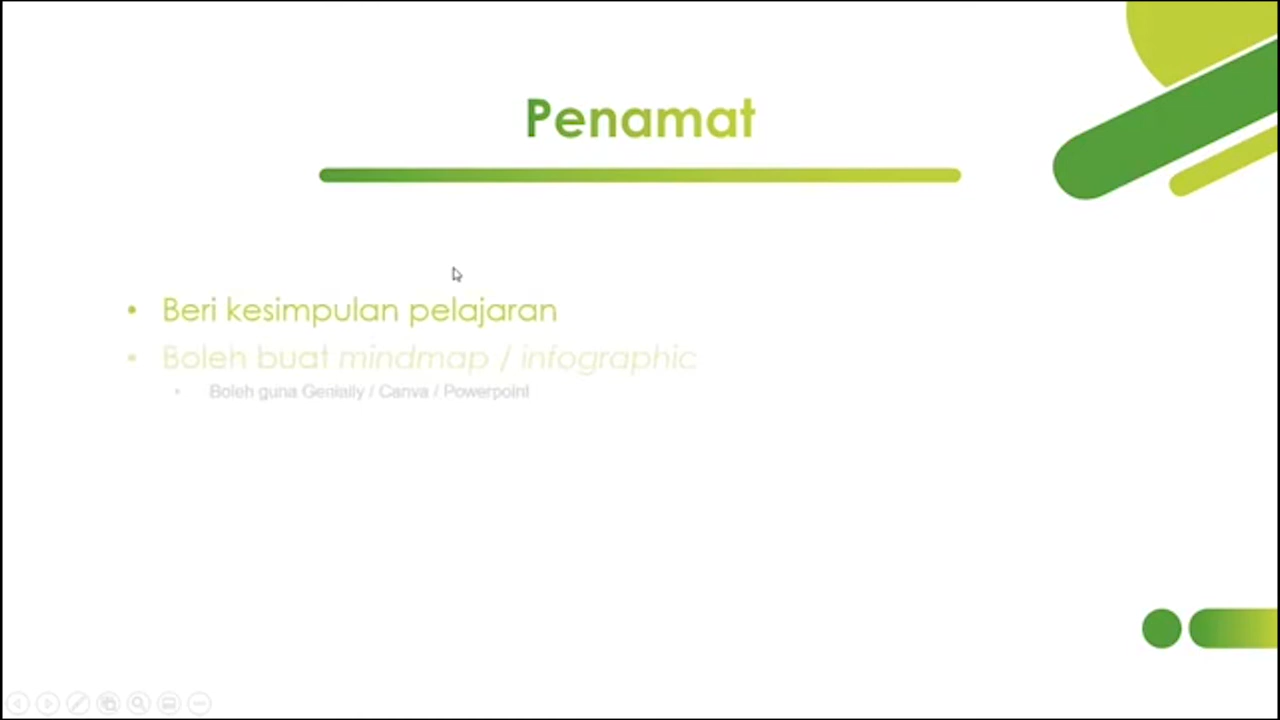 Penamat
• Beri kesimpulan pelajaran
• Boleh buat mindmap / infographic
• Boleh guna Genially / Canva / Powerpoint